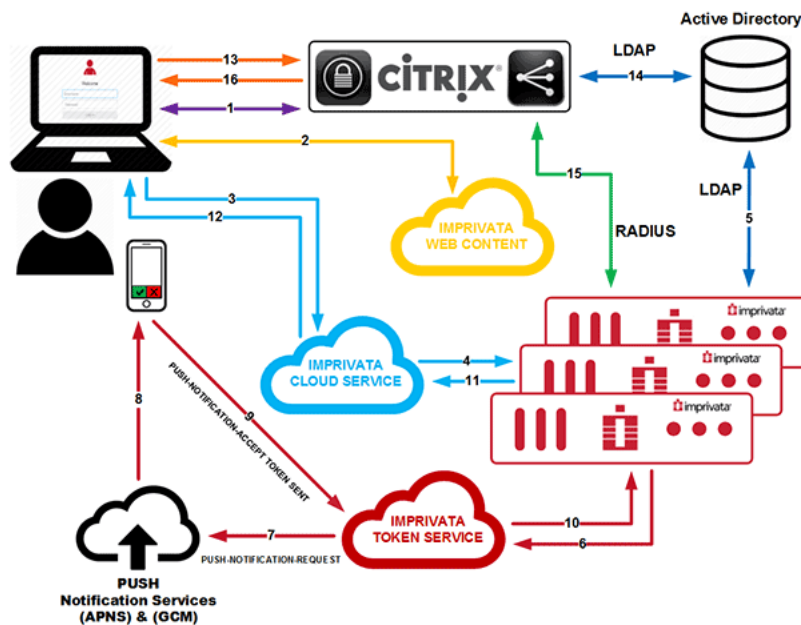 Active Directory
13
16
1
CİTRIX®
LDAP
14
2
3
12
15
LDAP
5
IMPRIVATA
WEB CONTENT
RADIUS
imprivata
imprivata
imprivata
IMPRIVATA
CLOUD SERVICE
4
11
8
9
PUSH-NOTIFICATION-ACCEPT TOKEN SENT
IMPRIVATA
TOKEN SERVICE
10
6
7
PUSH-NOTIFICATION-REQUEST
PUSH
Notification Services
(APNS) & (GCM)